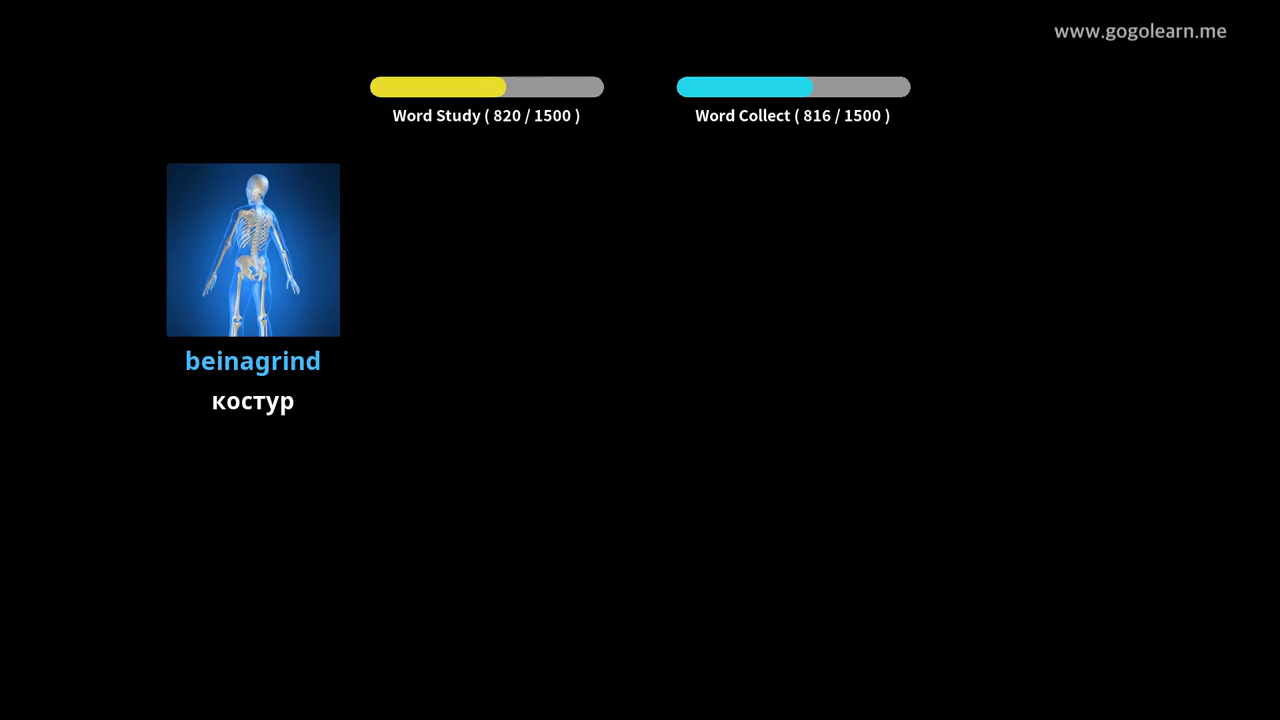 www.gogolearn.me
Word Study ( 820 / 1500 )
Word Collect ( 816 / 1500 )
beinagrind
костур